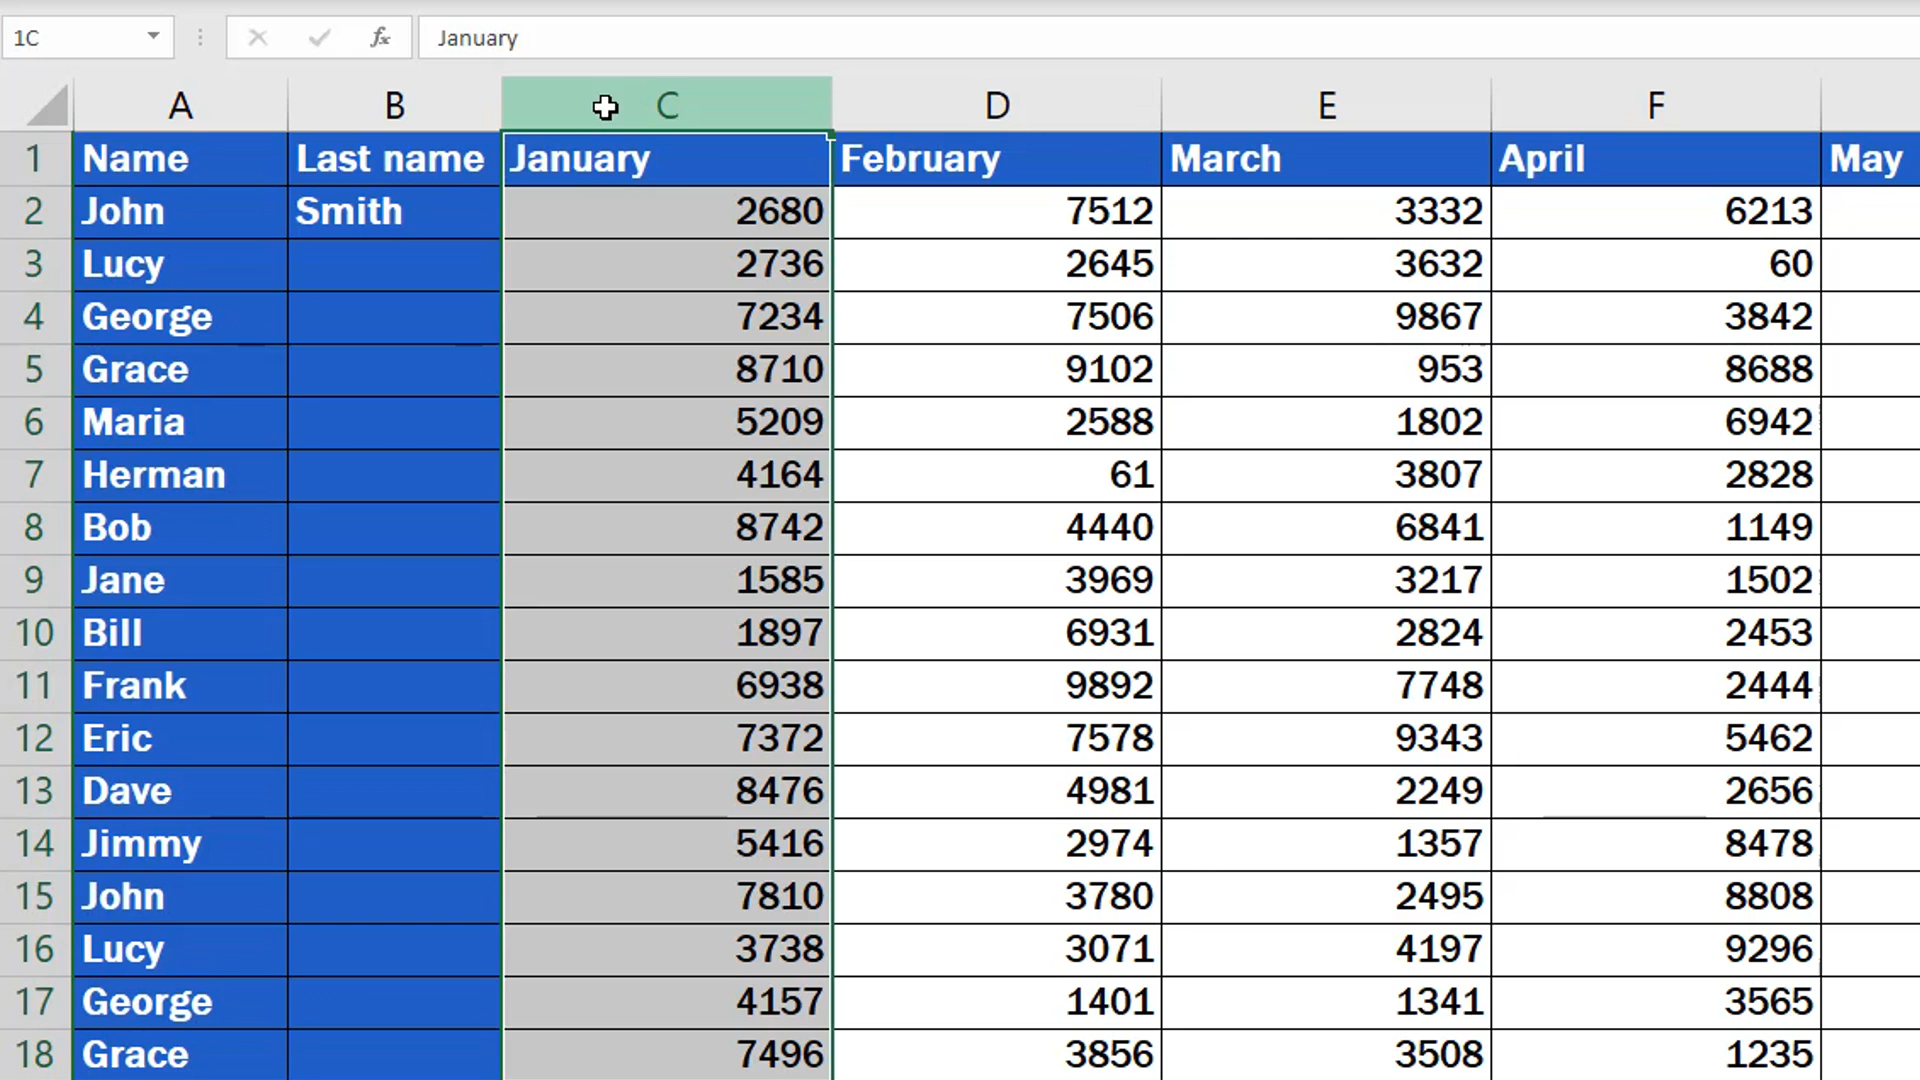 1C fx January
A B C D E F
1 Name Last name January February March April May
2 John Smith 2680 7512 3332 6213
3 Lucy 2736 2645 3632 60
4 George 7234 7506 9867 3842
5 Grace 8710 9102 953 8688
6 Maria 5209 2588 1802 6942
7 Herman 4164 61 3807 2828
8 Bob 8742 4440 6841 1149
9 Jane 1585 3969 3217 1502
10 Bill 1897 6931 2824 2453
11 Frank 6938 9892 7748 2444
12 Eric 7372 7578 9343 5462
13 Dave 8476 4981 2249 2656
14 Jimmy 5416 2974 1357 8478
15 John 7810 3780 2495 8808
16 Lucy 3738 3071 4197 9296
17 George 4157 1401 1341 3565
18 Grace 7496 3856 3508 1235